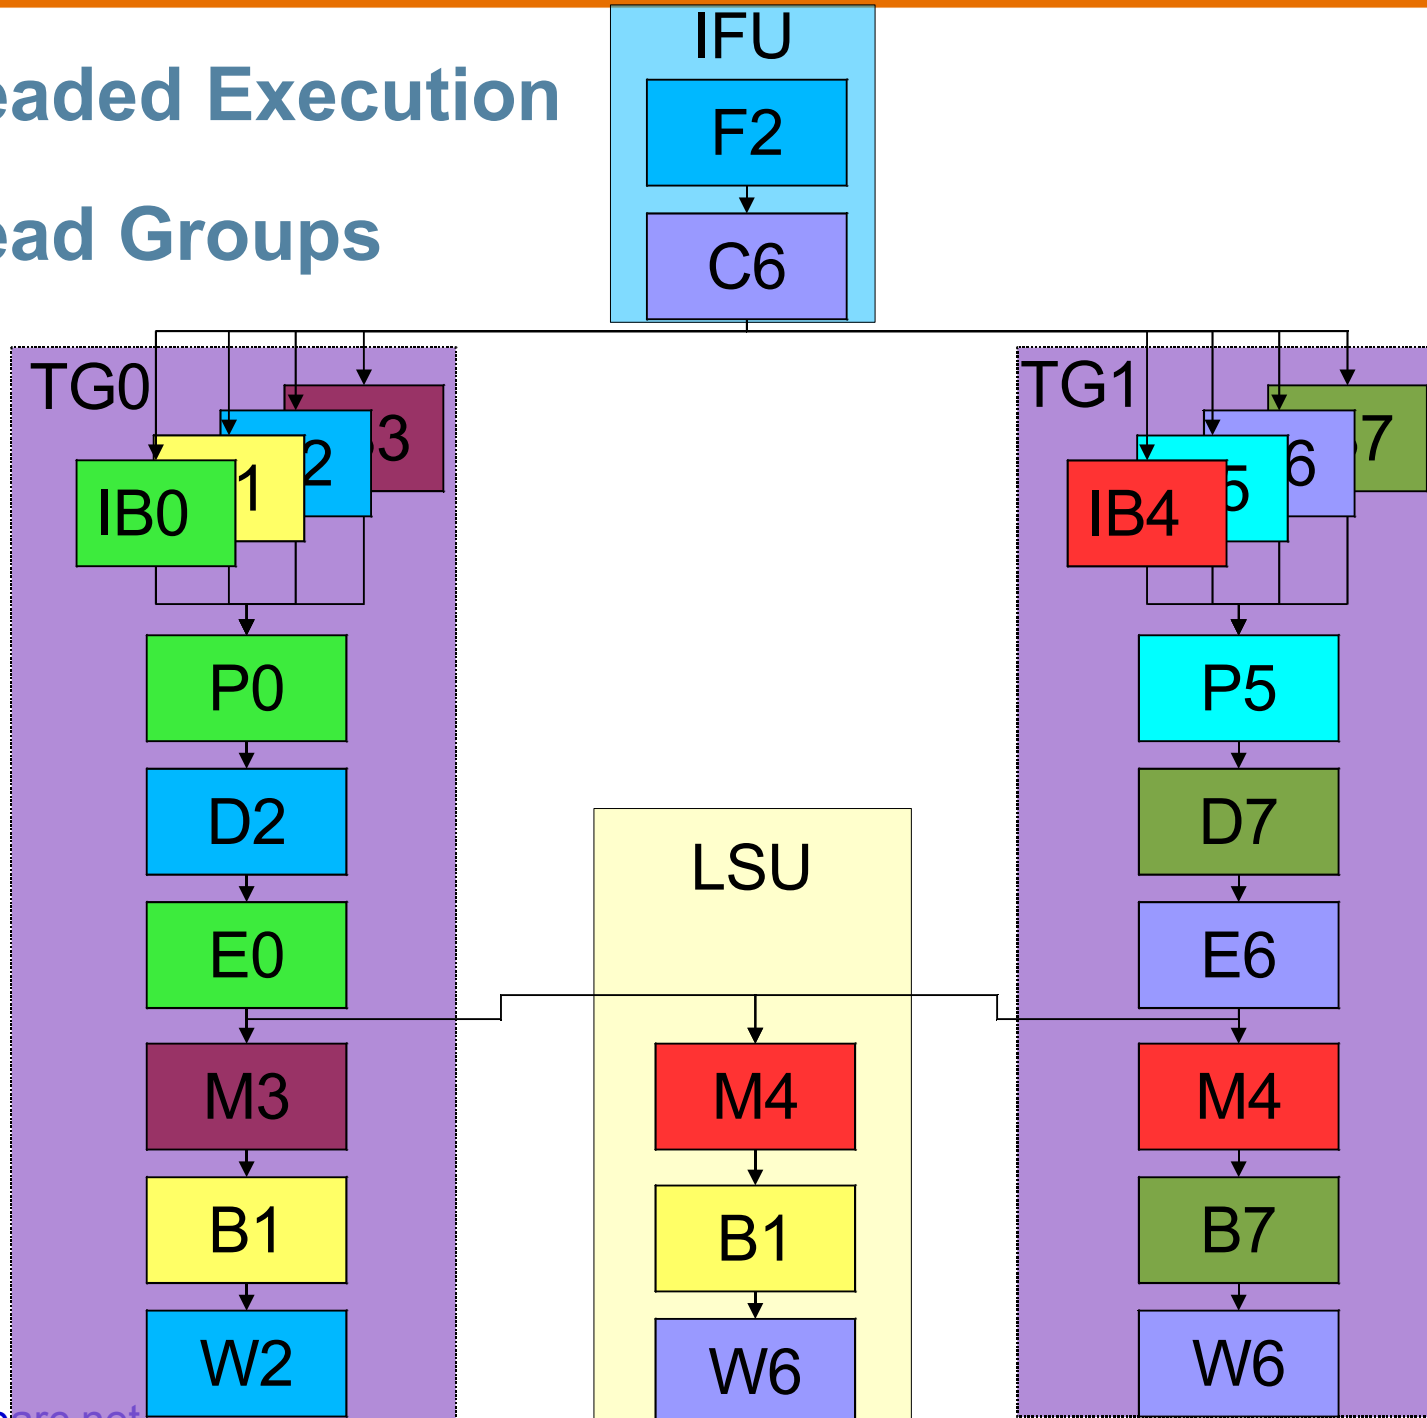 IFU
eaded Execution
F2
ead Groups
C6
TG0
TG1
3
7
2
6
1
5
IB0
IB4
P0
P5
D2
D7
LSU
E0
E6
M3
M4
M4
B1
B1
B7
W2
W6
W6